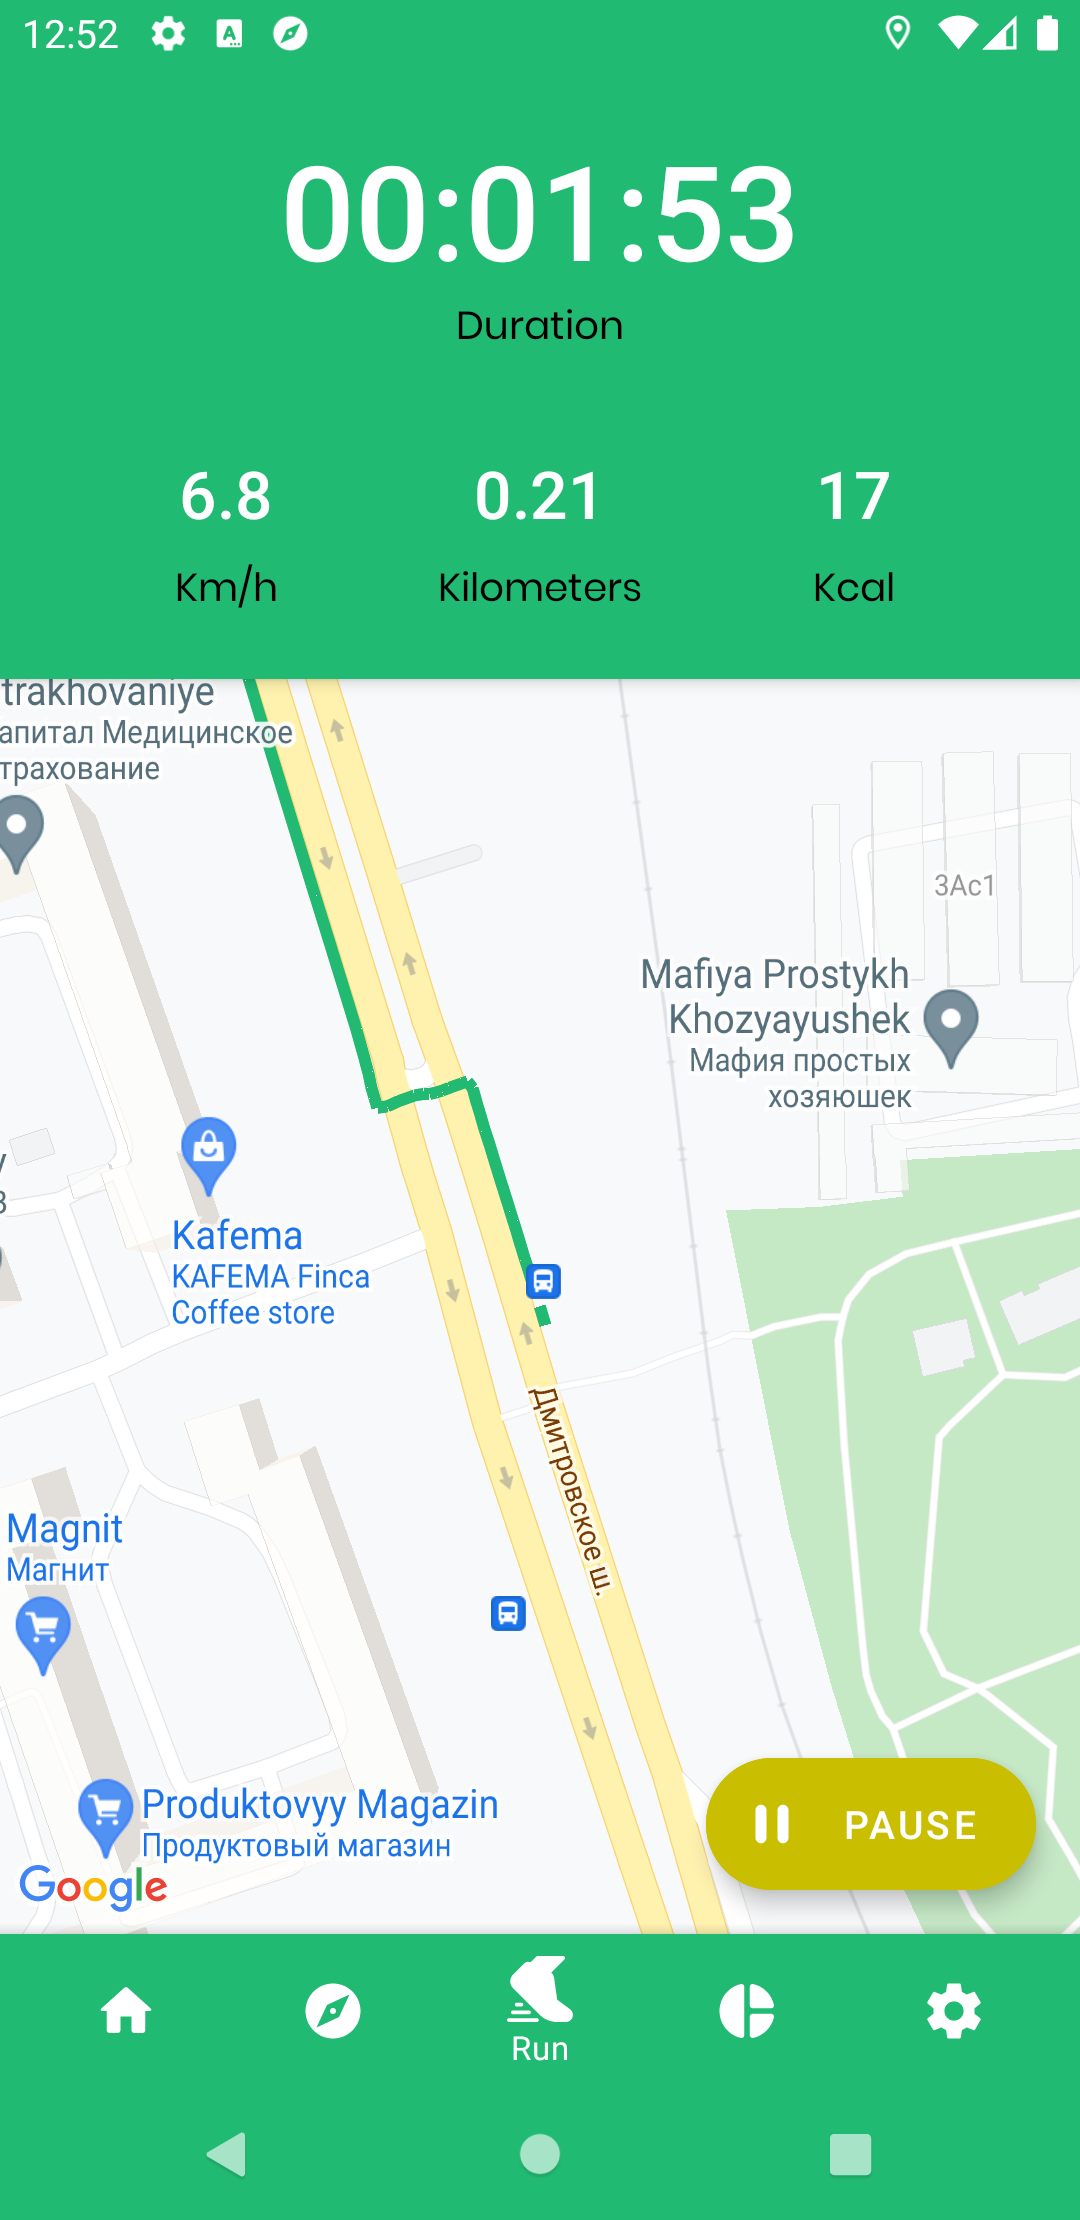 12:52
00:01:53
Duration
6.8
0.21
17
Km/h
Kilometers
Kcal
trakhovaniye
апитал Медицинское
трахование
3Ас1
Mafiya Prostykh
Khozyayushek
Мафия простых
хозяюшек
Kafema
KAFEMA Finca
Coffee store
Дмитровское ш.
Magnit
Магнит
Produktovyy Magazin
Продуктовый магазин
Google
PAUSE
Run